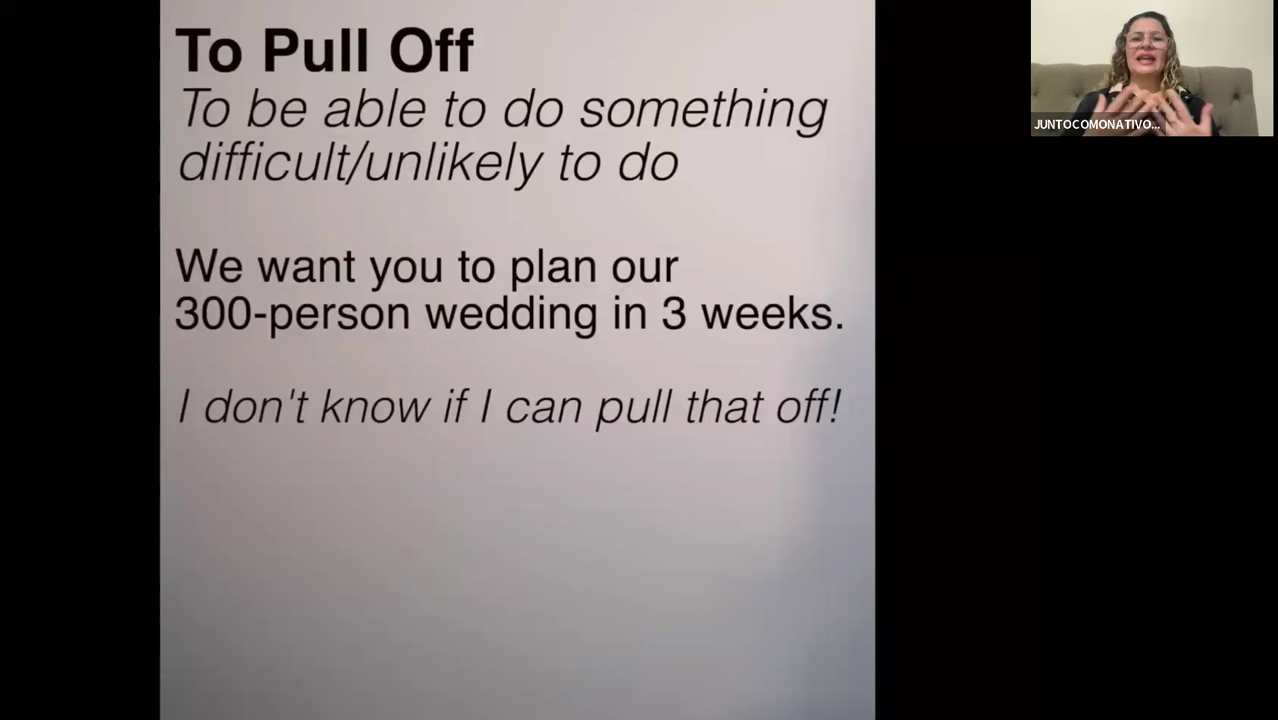 To Pull Off
To be able to do something
difficult/unlikely to do
We want you to plan our
300-person wedding in 3 weeks.
I don't know if I can pull that off!
JUNTOCOMONATIVO...